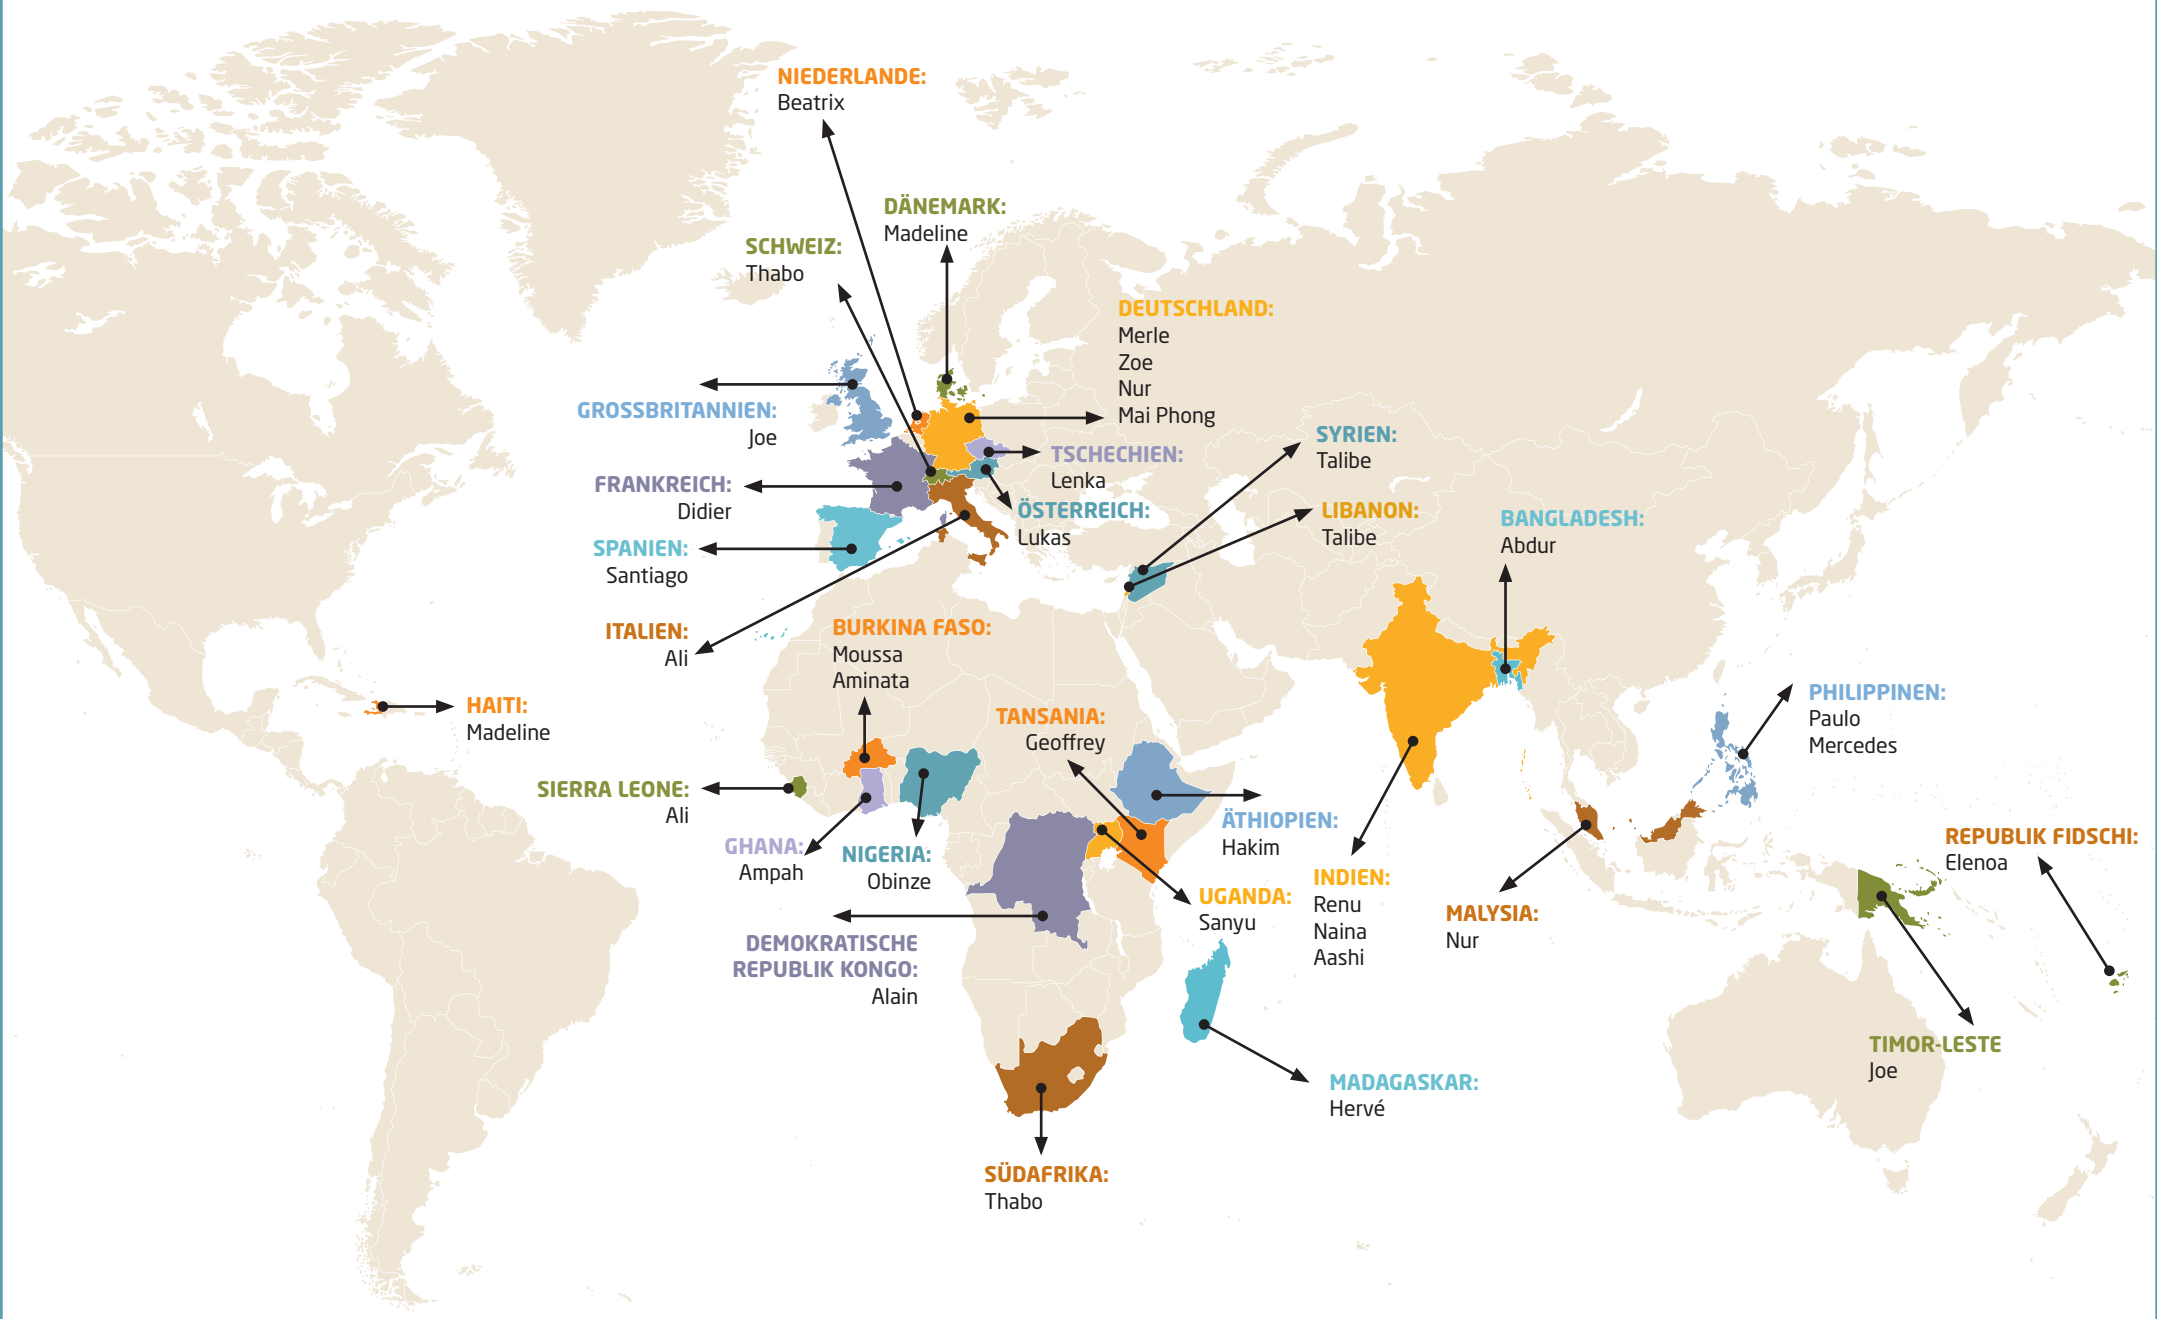 NIEDERLANDE:
Beatrix
DÄNEMARK:
Madeline
SCHWEIZ:
Thabo
DEUTSCHLAND:
Merle
Zoe
Nur
Mai Phong
GROSSBRITANNIEN:
Joe
TSCHECHIEN:
Lenka
SYRIEN:
Talibe
FRANKREICH:
Didier
ÖSTERREICH:
Lukas
LIBANON:
Talibe
BANGLADESH:
Abdur
SPANIEN:
Santiago
ITALIEN:
Ali
BURKINA FASO:
Moussa
Aminata
HAITI:
Madeline
TANSANIA:
Geoffrey
PHILIPPINEN:
Paulo
Mercedes
SIERRA LEONE:
Ali
GHANA:
Ampah
NIGERIA:
Obinze
ÄTHIOPIEN:
Hakim
UGANDA:
Sanyu
INDIEN:
Renu
Naina
Aashi
MALYSIA:
Nur
REPUBLIK FIDSCHI:
Elenoa
DEMOKRATISCHE
REPUBLIK KONGO:
Alain
TIMOR-LESTE
Joe
MADAGASKAR:
Hervé
SÜDAFRIKA:
Thabo